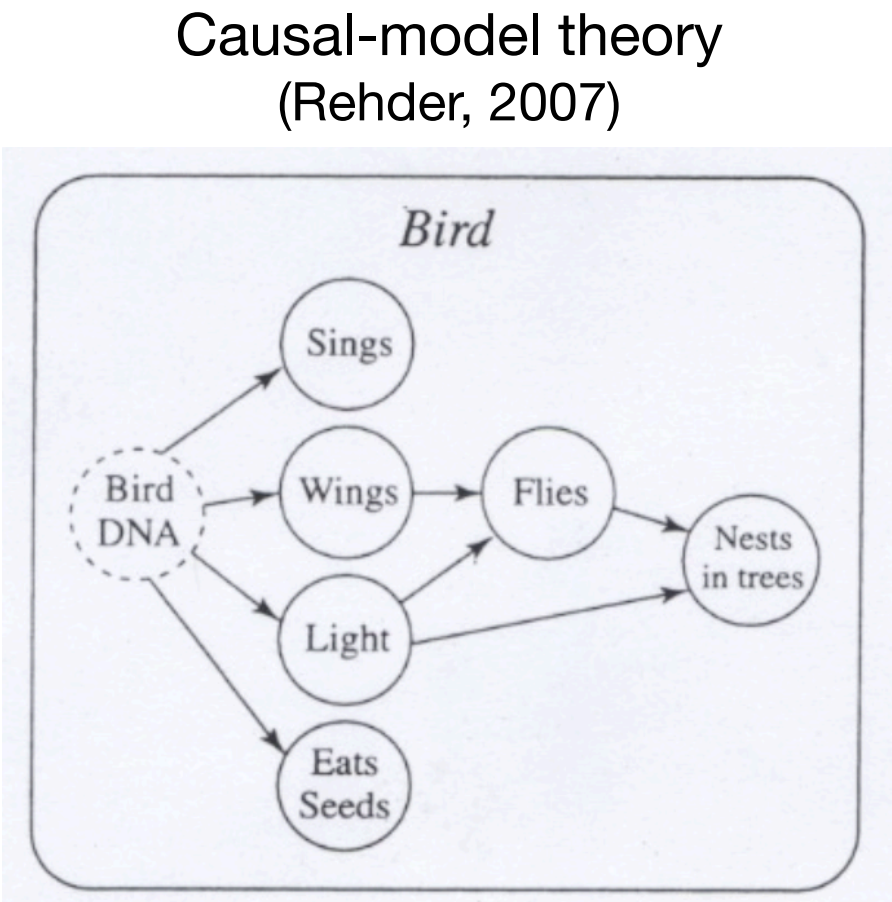 Causal-model theory
(Rehder, 2007)
Bird
Sings
Bird
DNA
Wings
Flies
Nests
in trees
Light
Eats
Seeds